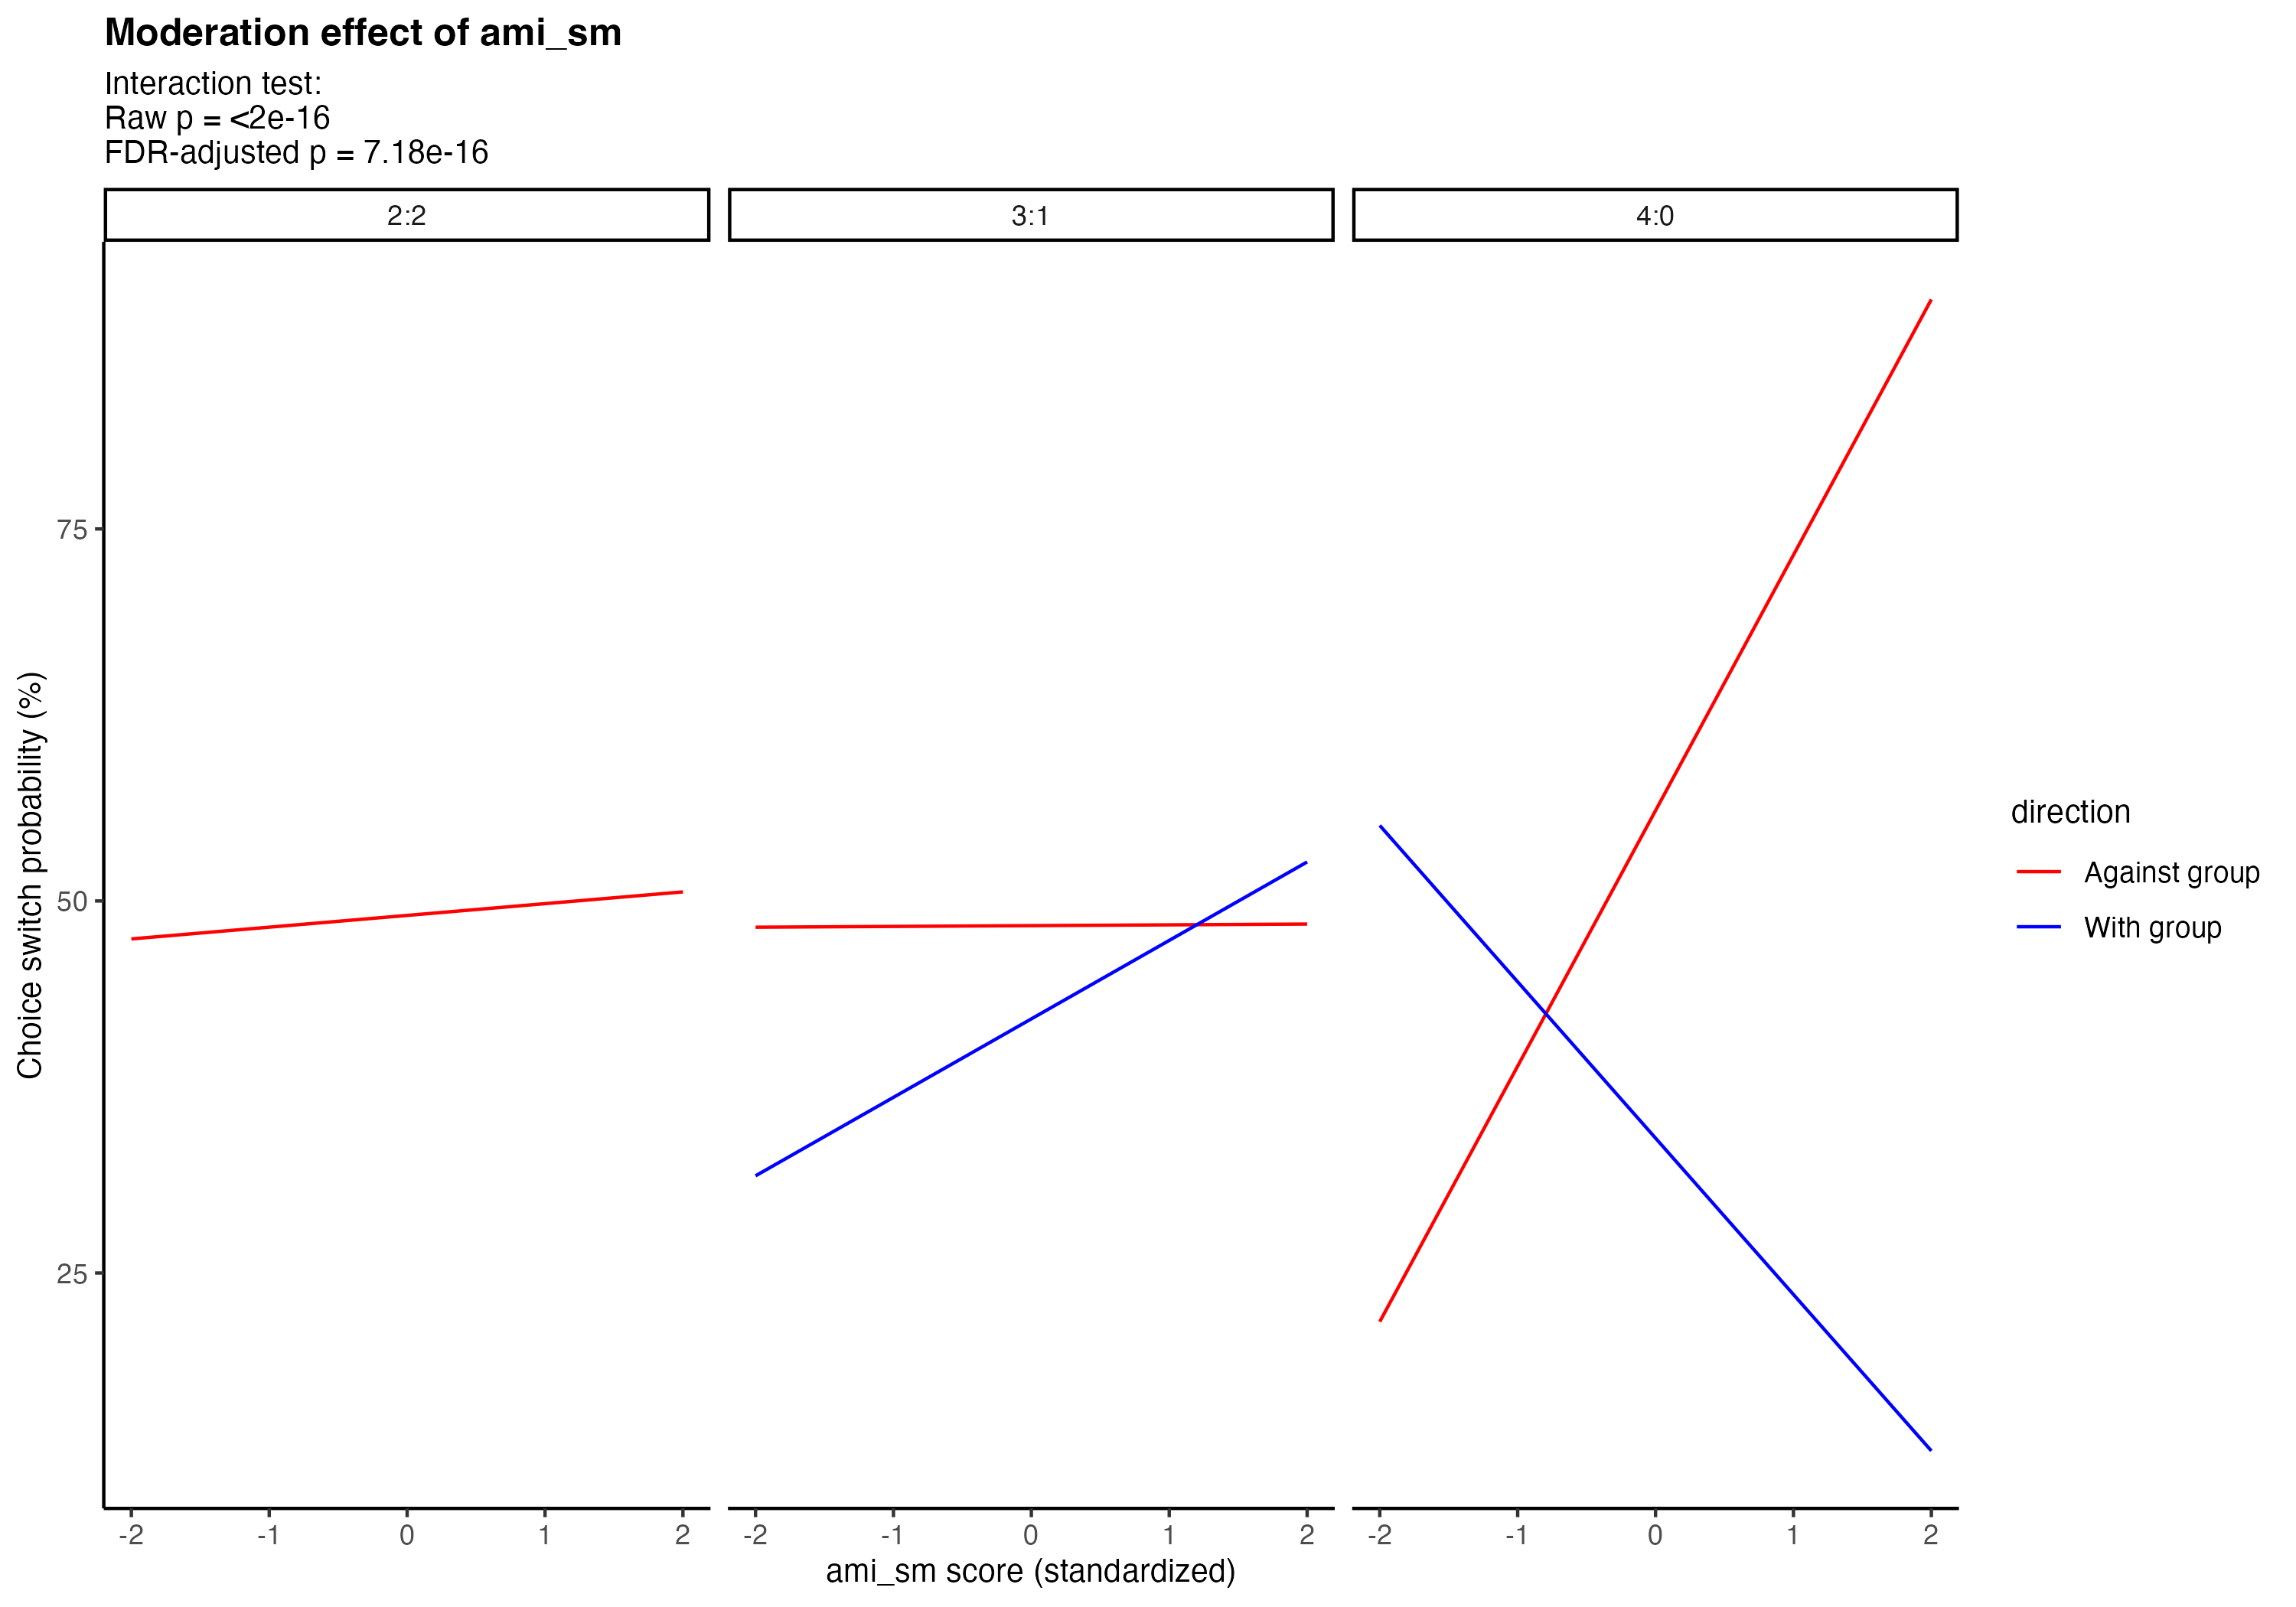 Moderation effect of ami_sm
Interaction test:
Raw p = <2e-16
FDR-adjusted p = 7.18e-16
2:2
3:1
4:0
Choice switch probability (%)
75
50
25
-2
-1
0
1
2
-2
-1
0
1
2
-2
-1
0
1
2
ami_sm score (standardized)
direction
Against group
With group